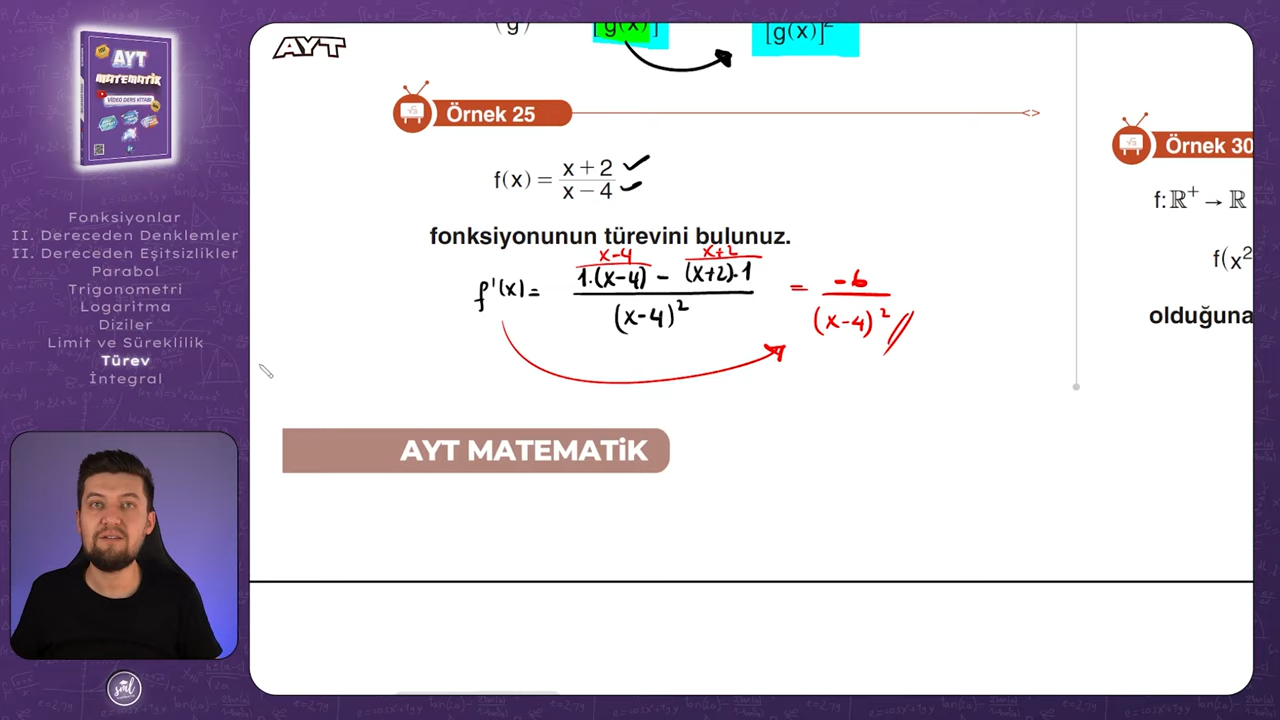 AYT
MATEMATİK
VİDEO DERS KİTABI
Fonksiyonlar
II. Dereceden Denklemler
II. Dereceden Eşitsizlikler
Parabol
Trigonometri
Logaritma
Diziler
Limit ve Süreklilik
Türev
İntegral
sml
AYT
(g) [g(x)] [g(x)]²
Örnek 25
f(x) = (x + 2)/(x − 4)
fonksiyonunun türevini bulunuz.
x-4 x+2
f'(x) = (1.(x-4) - (x+2).1)/(x-4)² = -6/(x-4)²
AYT MATEMATİK
Örnek 30
f: ℝ⁺ → ℝ
f(x²
olduğuna